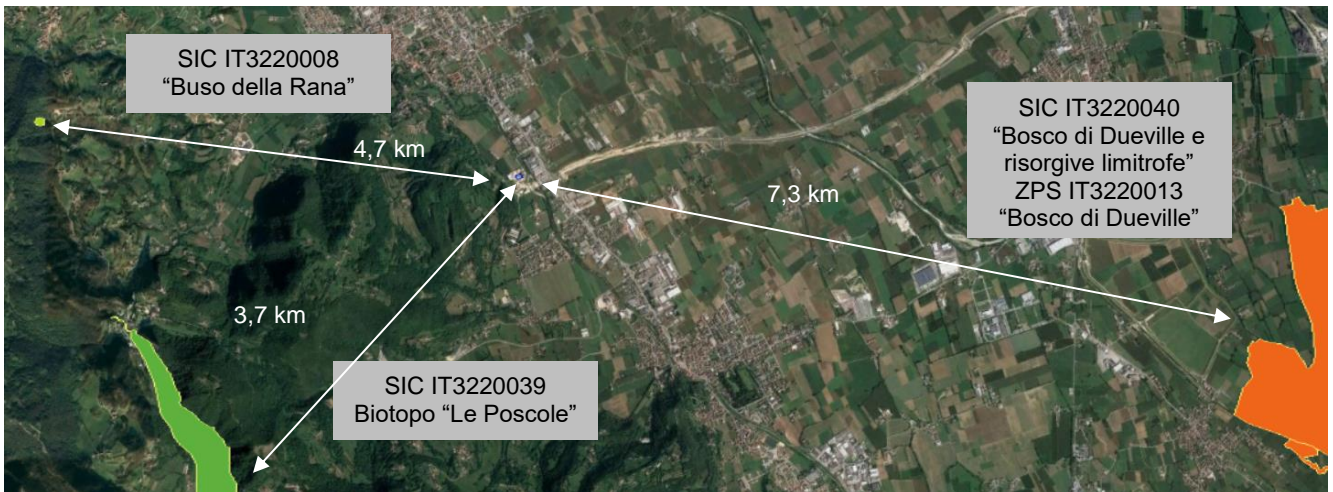 SIC IT3220008
“Buso della Rana”
4,7 km
SIC IT3220040
“Bosco di Dueville e
risorgive limitrofe”
ZPS IT3220013
“Bosco di Dueville”
7,3 km
3,7 km
SIC IT3220039
Biotopo “Le Poscole”